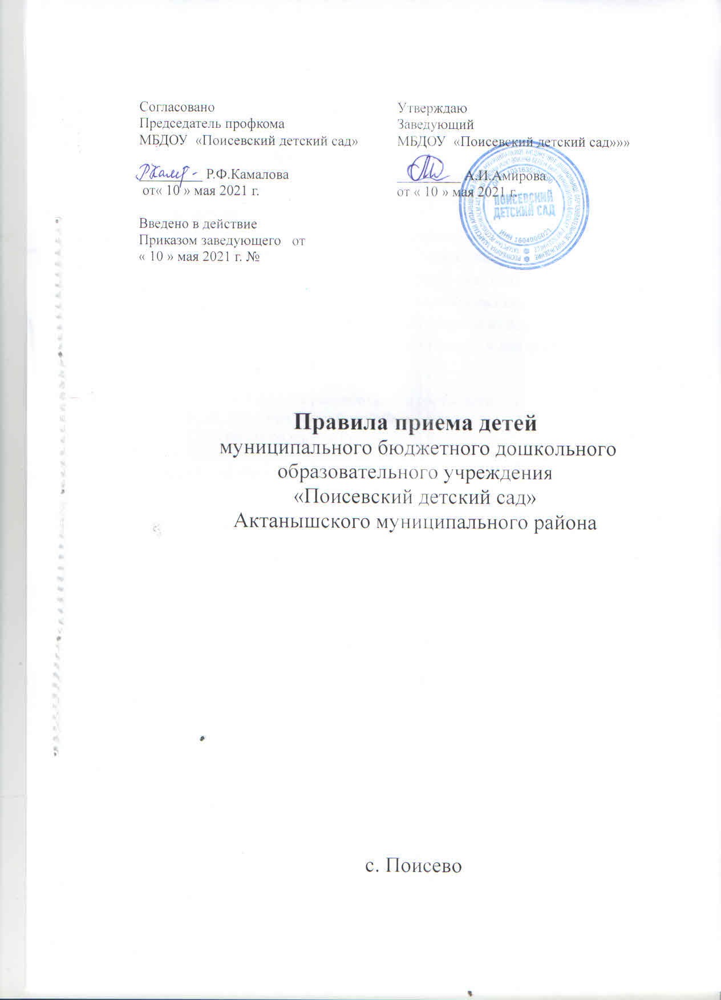 Согласовано
Председатель профкома
МБДОУ «Поисевский детский сад»
Р.Ф.Камалова
от« 10 » мая 2021 г.
Введено в действие
Приказом заведующего от
« 10 » мая 2021 г. №
Утверждаю
Заведующий
МБДОУ «Поисевский детский сад»»»
А.И.Амирова
от « 10 » мая 2021 г.
ПОИСЕВСКИЙ
ДЕТСКИЙ САД
ИНН 1604005021
Правила приема детей
муниципального бюджетного дошкольного
образовательного учреждения
«Поисевский детский сад»
Актанышского муниципального района
с. Поисево